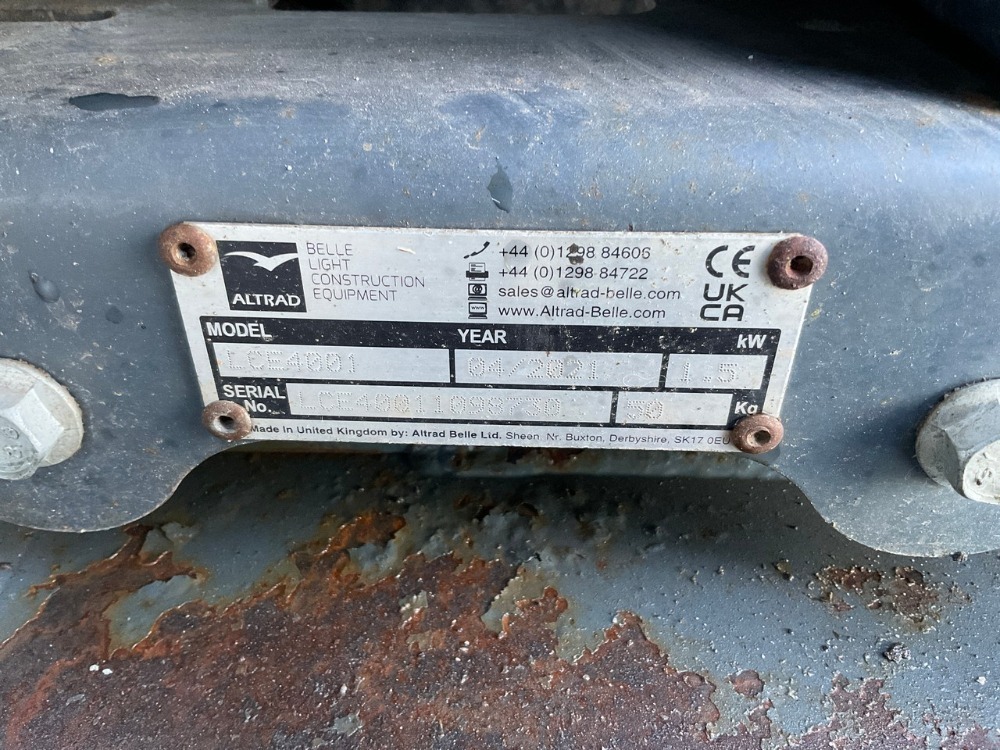 ALTRAD
BELLE
LIGHT
CONSTRUCTION
EQUIPMENT
+44 (0)1298 84606
+44 (0)1298 84722
sales@altrad-belle.com
www.Altrad-Belle.com
CE
UK
CA
MODEL YEAR kW
LCE4001 04/2021 1.5
SERIAL No. LCE40011098730 50 Kg
Made in United Kingdom by: Altrad Belle Ltd. Sheen Nr. Buxton, Derbyshire, SK17 0EU